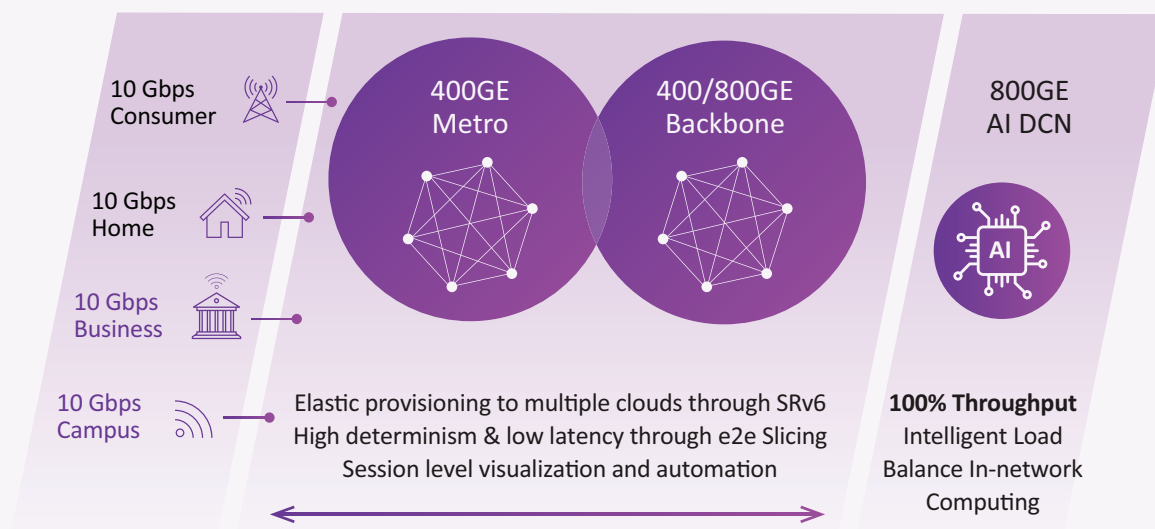 10 Gbps
Consumer
10 Gbps
Home
10 Gbps
Business
10 Gbps
Campus
400GE
Metro
400/800GE
Backbone
Elastic provisioning to multiple clouds through SRv6
High determinism & low latency through e2e Slicing
Session level visualization and automation
800GE
AI DCN
AI
100% Throughput
Intelligent Load
Balance In-network
Computing